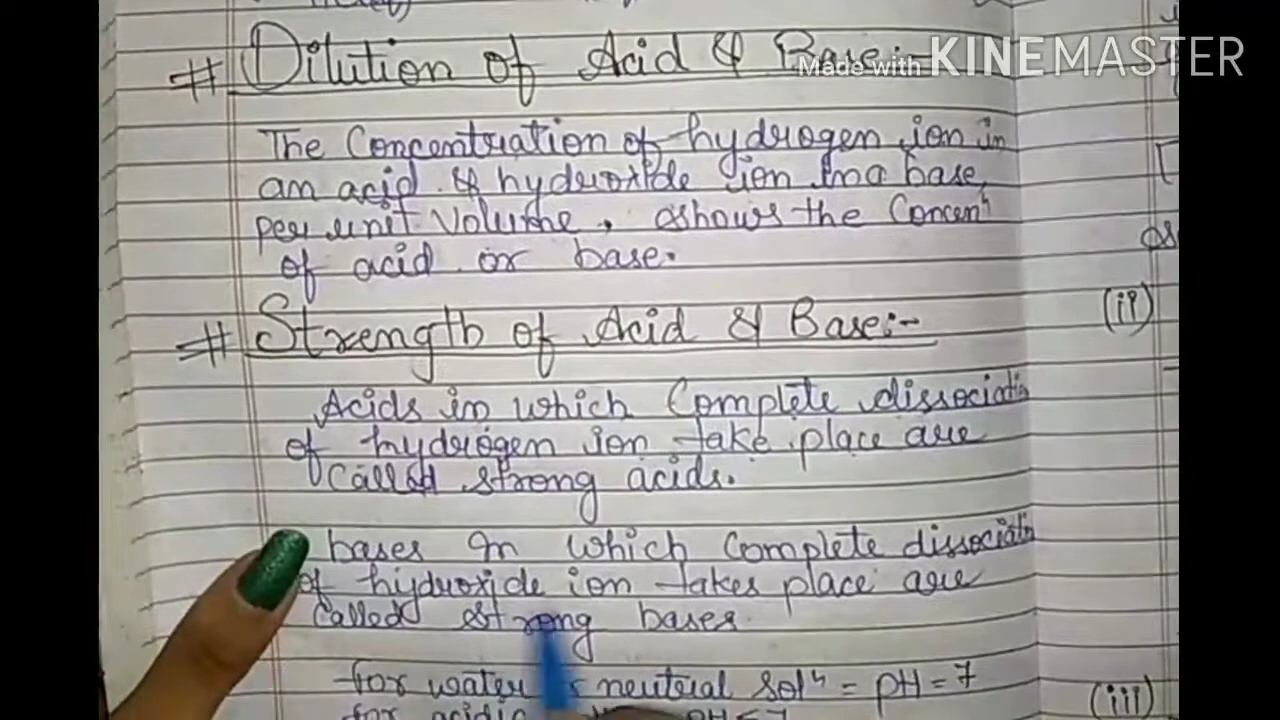 # Dilution of Acid & Base:-
Made with KINEMASTER
The Concentration of hydrogen ion in
an acid & hydroxide ion in a base,
per unit volume, shows the Concenⁿ
of acid or base.
# Strength of Acid & Base:-
(ii)
Acids in which Complete dissociation
of hydrogen ion take place are
Called strong acids.
bases in which complete dissociation
of hydroxide ion takes place are
Called strong bases.
for water neutral solⁿ = pH = 7
(iii)
for